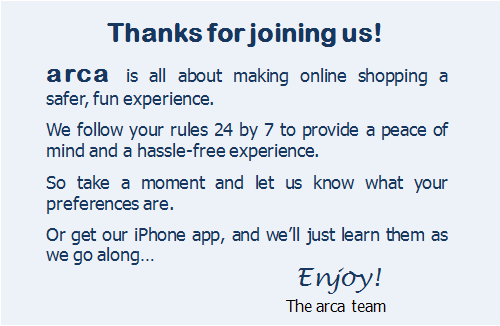 Thanks for joining us!
arca is all about making online shopping a
safer, fun experience.
We follow your rules 24 by 7 to provide a peace of
mind and a hassle-free experience.
So take a moment and let us know what your
preferences are.
Or get our iPhone app, and we’ll just learn them as
we go along…
Enjoy!
The arca team